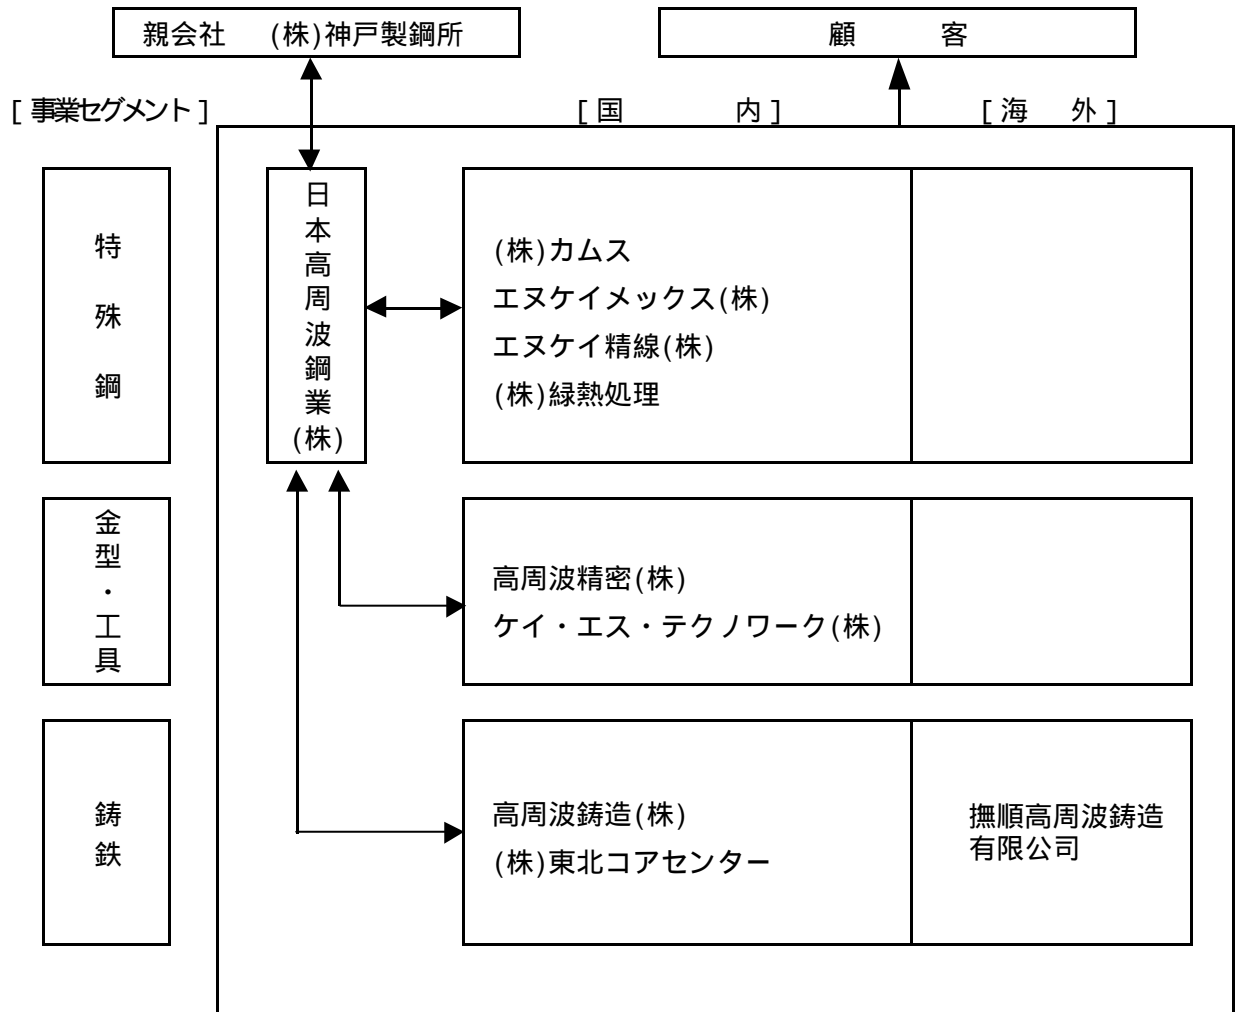 親会社 (株)神戸製鋼所
顧 客
[事業セグメント]
[国 内]
[海 外]
特殊鋼
日本高周波鋼業(株)
(株)カムス
エヌケイメックス(株)
エヌケイ精線(株)
(株)緑熱処理
金型・工具
高周波精密(株)
ケイ・エス・テクノワーク(株)
鋳鉄
高周波鋳造(株)
(株)東北コアセンター
撫順高周波鋳造
有限公司